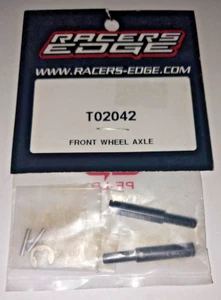 RACERS
EDGE
WWW.RACERS-EDGE.COM
T02042
FRONT WHEEL AXLE